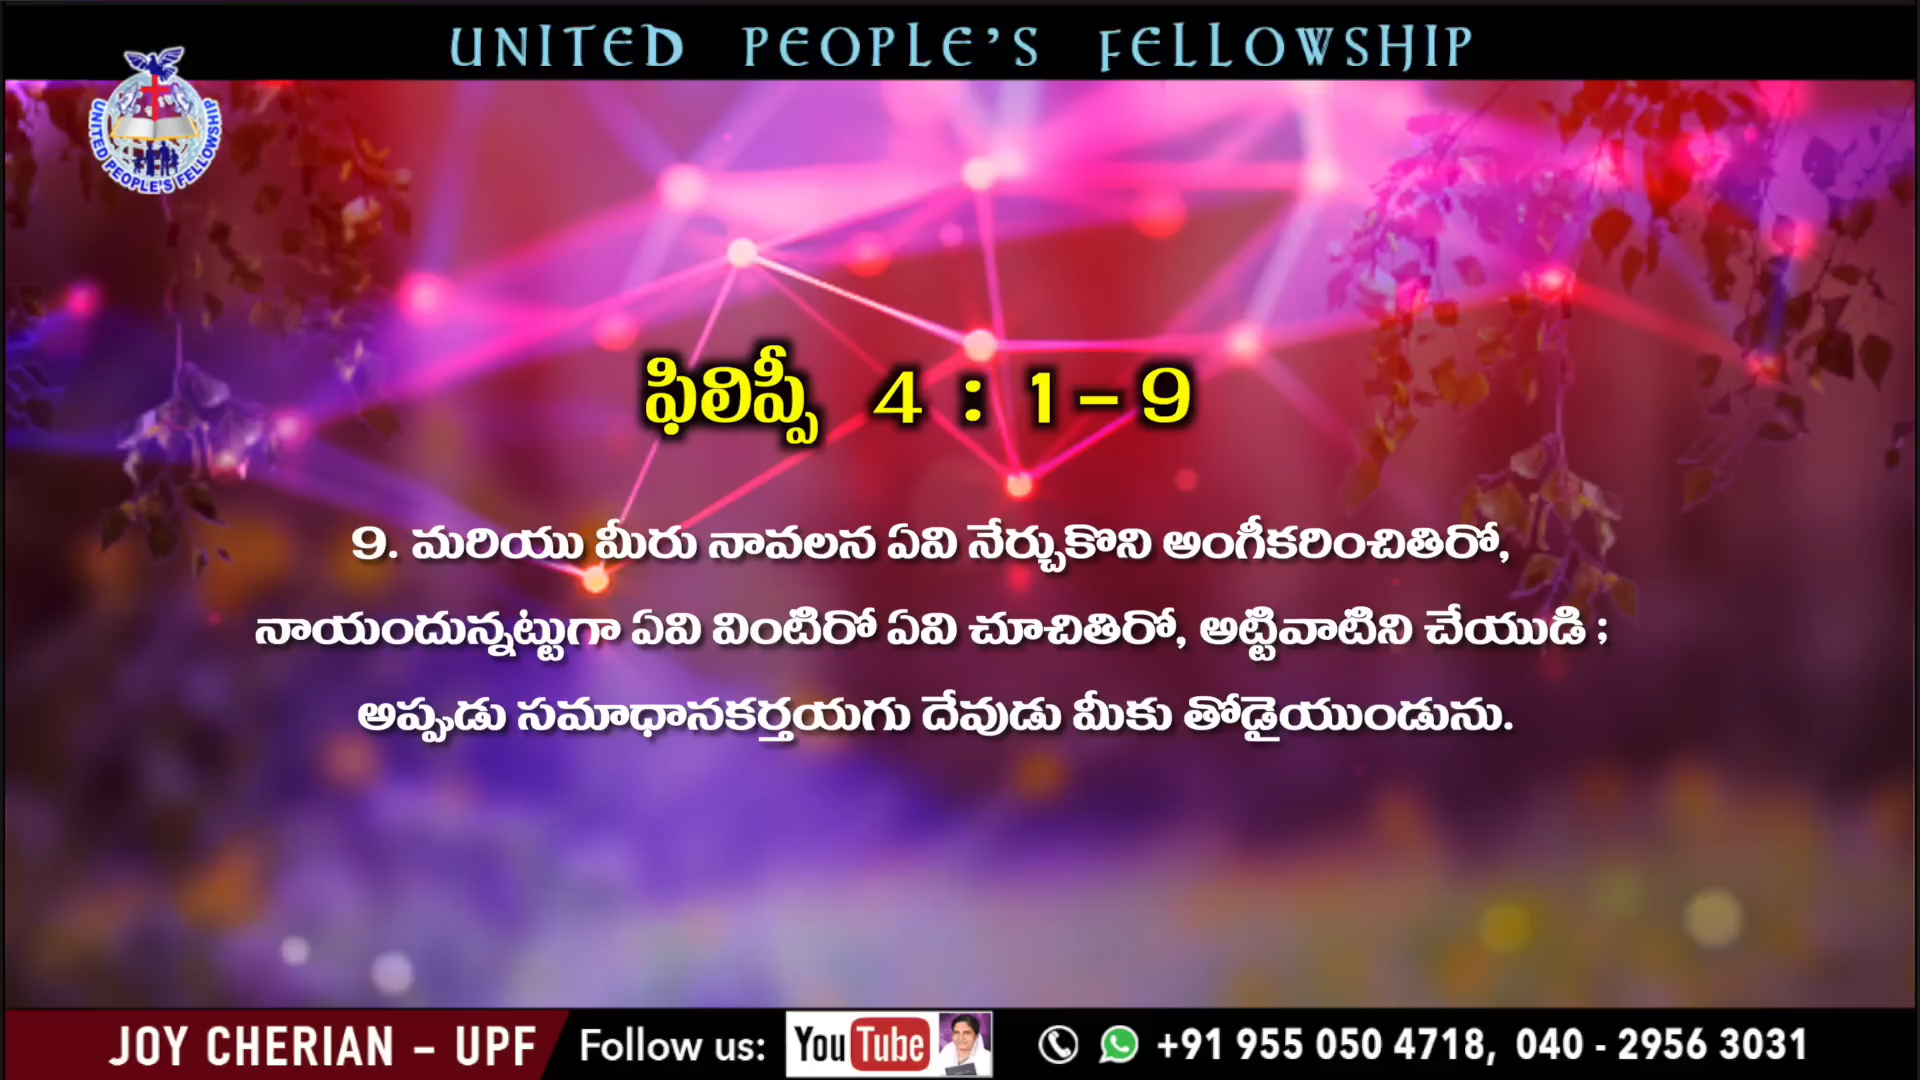 UNITED PEOPLE'S FELLOWSHIP
UNITED PEOPLE'S FELLOWSHIP
ఫిలిప్పీ 4 : 1-9
9. మరియు మీరు నావలన ఏవి నేర్చుకొని అంగీకరించితిరో,
నాయందున్నట్టుగా ఏవి వింటిరో ఏవి చూచితిరో, అట్టివాటిని చేయుడి ;
అప్పుడు సమాధానకర్తయగు దేవుడు మీకు తోడైయుండును.
JOY CHERIAN - UPF Follow us: YouTube +91 955 050 4718, 040 - 2956 3031